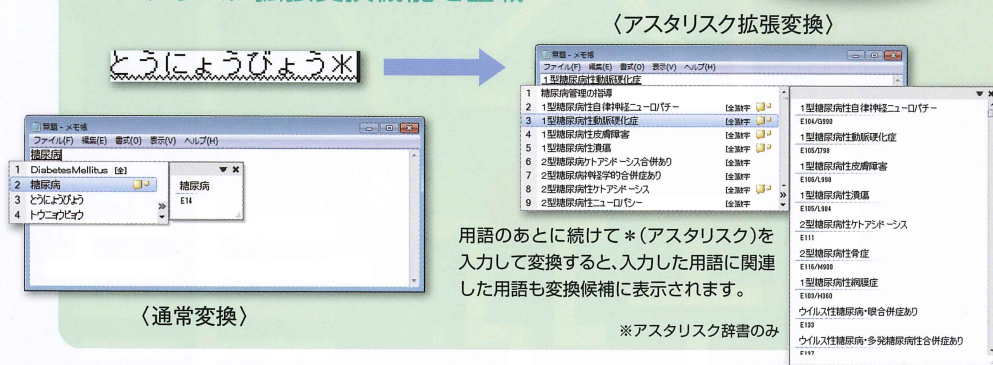 〈アスタリスク拡張変換〉
とうにょうびょう＊
無題 - メモ帳
ファイル(F) 編集(E) 書式(O) 表示(V) ヘルプ(H)
1型糖尿病性動脈硬化症
1 糖尿病管理の指導
2 1型糖尿病性自律神経ニューロパチー
3 1型糖尿病性動脈硬化症
4 1型糖尿病性皮膚障害
5 1型糖尿病性潰瘍
6 2型糖尿病ケトアシドーシス合併あり
7 2型糖尿病神経学的合併症あり
8 2型糖尿病性ケトアシドーシス
9 2型糖尿病性ニューロパシー
1型糖尿病性自律神経ニューロパチー
E104/G990
1型糖尿病性動脈硬化症
E105/I798
1型糖尿病性皮膚障害
E106/L998
1型糖尿病性潰瘍
E105/L984
2型糖尿病性ケトアシドーシス
E111
2型糖尿病性骨症
E116/M908
1型糖尿病性網膜症
E103/H360
ウイルス性糖尿病・眼合併症あり
E133
ウイルス性糖尿病・多発糖尿病性合併症あり
E137
無題 - メモ帳
ファイル(F) 編集(E) 書式(O) 表示(V) ヘルプ(H)
糖尿病
1 DiabetesMellitus [全]
2 糖尿病
3 とうにょうびょう
4 トウニョウビョウ
糖尿病
E14
〈通常変換〉
用語のあとに続けて＊(アスタリスク)を
入力して変換すると、入力した用語に関連
した用語も変換候補に表示されます。
※アスタリスク辞書のみ